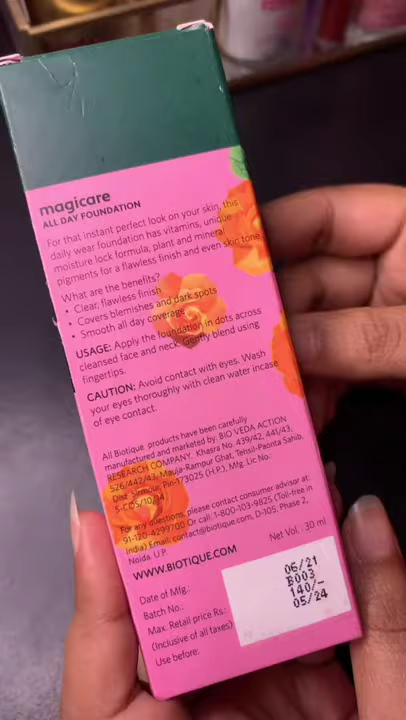 magicare
ALL DAY FOUNDATION
For that instant perfect look on your skin, this
daily wear foundation has vitamins, unique
moisture lock formula, plant and mineral
pigments for a flawless finish and even skin tone
What are the benefits?
• Clear, flawless finish
• Covers blemishes and dark spots
• Smooth all day coverage
USAGE: Apply the foundation in dots across
cleansed face and neck. Gently blend using
fingertips.
CAUTION: Avoid contact with eyes. Wash
your eyes thoroughly with clean water incase
of eye contact.
All Biotique products have been carefully
manufactured and marketed by: BIO VEDA ACTION
RESEARCH COMPANY. Khasra No. 439/42, 441/43,
526/442/43, Mauja-Rampur Ghat, Tehsil-Paonta Sahib,
Dist. Sirmour, Pin-173025 (H.P.), Mfg. Lic No.:
S-COS/10/34
For any questions, please contact consumer advisor at:
91-120-4299700 Or call: 1-800-103-9825 (Toll-free in
India) Email: contact@biotique.com, D-105, Phase 2,
Noida. U.P.
Net Vol.: 30 ml
WWW.BIOTIQUE.COM
Date of Mfg.: 06/21
Batch No.: B003
Max. Retail price Rs.: 140/-
(Inclusive of all taxes)
Use before: 05/24